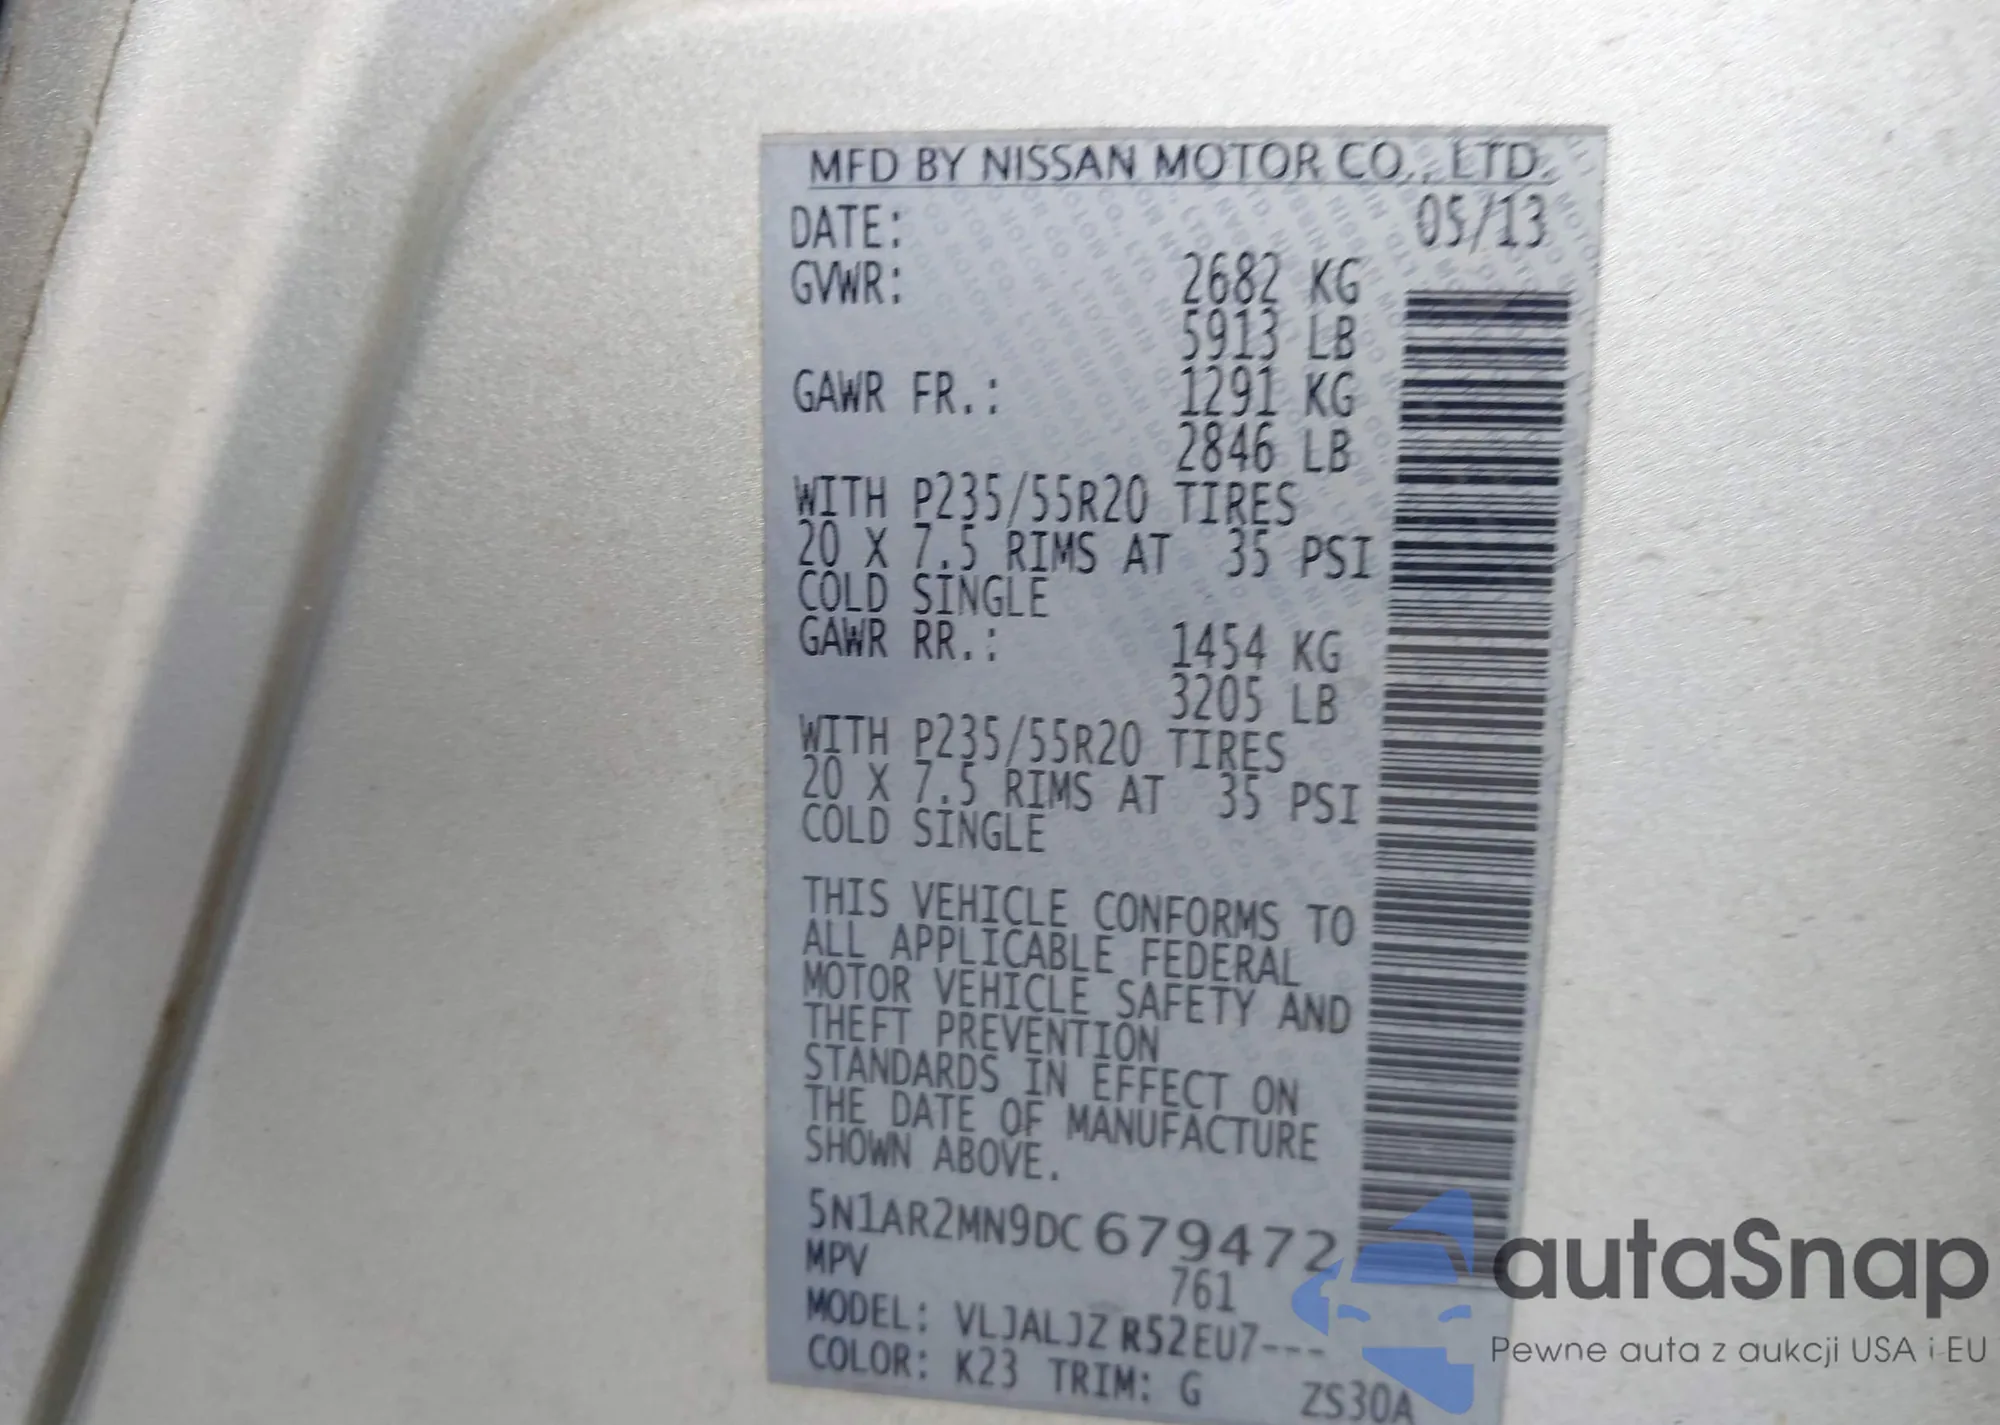 MFD BY NISSAN MOTOR CO., LTD.
DATE: 05/13
GVWR: 2682 KG
5913 LB
GAWR FR.: 1291 KG
2846 LB
WITH P235/55R20 TIRES
20 X 7.5 RIMS AT 35 PSI
COLD SINGLE
GAWR RR.: 1454 KG
3205 LB
WITH P235/55R20 TIRES
20 X 7.5 RIMS AT 35 PSI
COLD SINGLE
THIS VEHICLE CONFORMS TO
ALL APPLICABLE FEDERAL
MOTOR VEHICLE SAFETY AND
THEFT PREVENTION
STANDARDS IN EFFECT ON
THE DATE OF MANUFACTURE
SHOWN ABOVE.
5N1AR2MN9DC679472
MPV 761
MODEL: VLJALJZ R52EU7---
COLOR: K23 TRIM: G ZS30A
autaSnap
Pewne auta z aukcji USA i EU